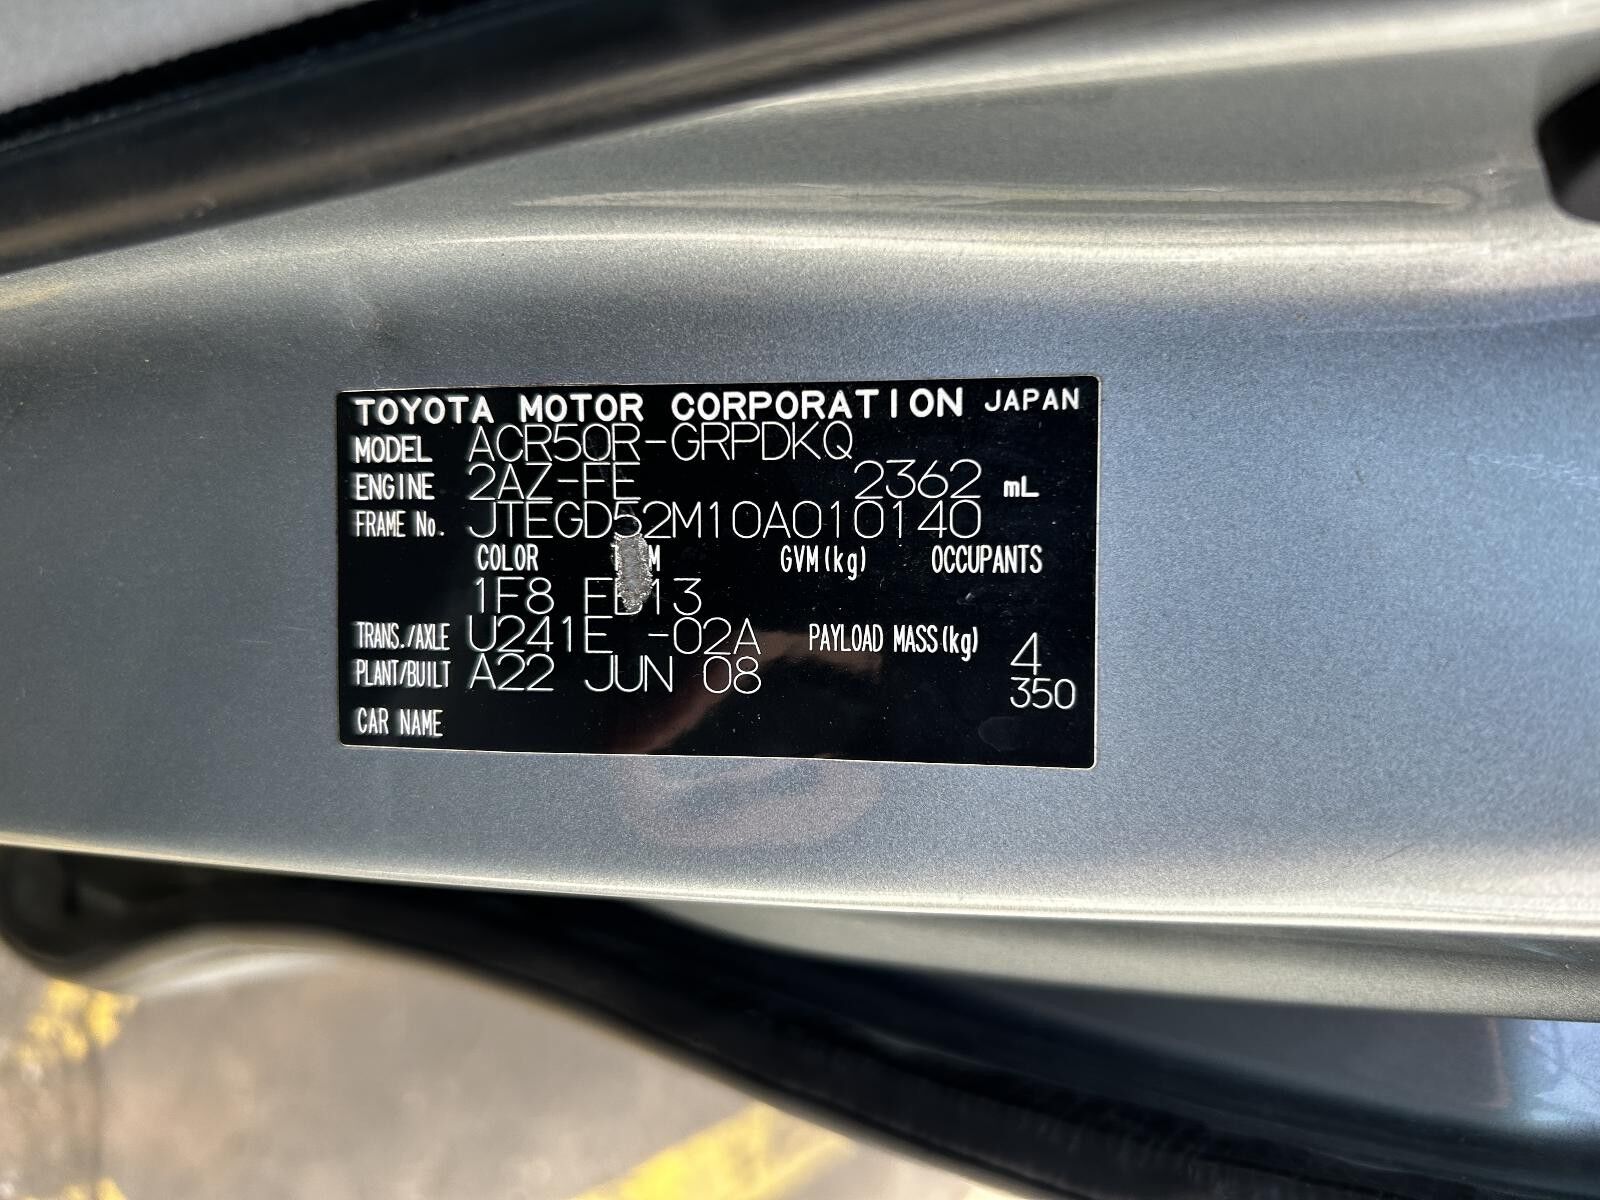 TOYOTA MOTOR CORPORATION JAPAN
MODEL ACR50R-GRPDKQ
ENGINE 2AZ-FE 2362 mL
FRAME No. JTEGD52M10A010140
COLOR GVM(kg) OCCUPANTS
1F8
TRANS./AXLE U241E -02A PAYLOAD MASS(kg) 4
PLANT/BUILT A22 JUN 08 350
CAR NAME